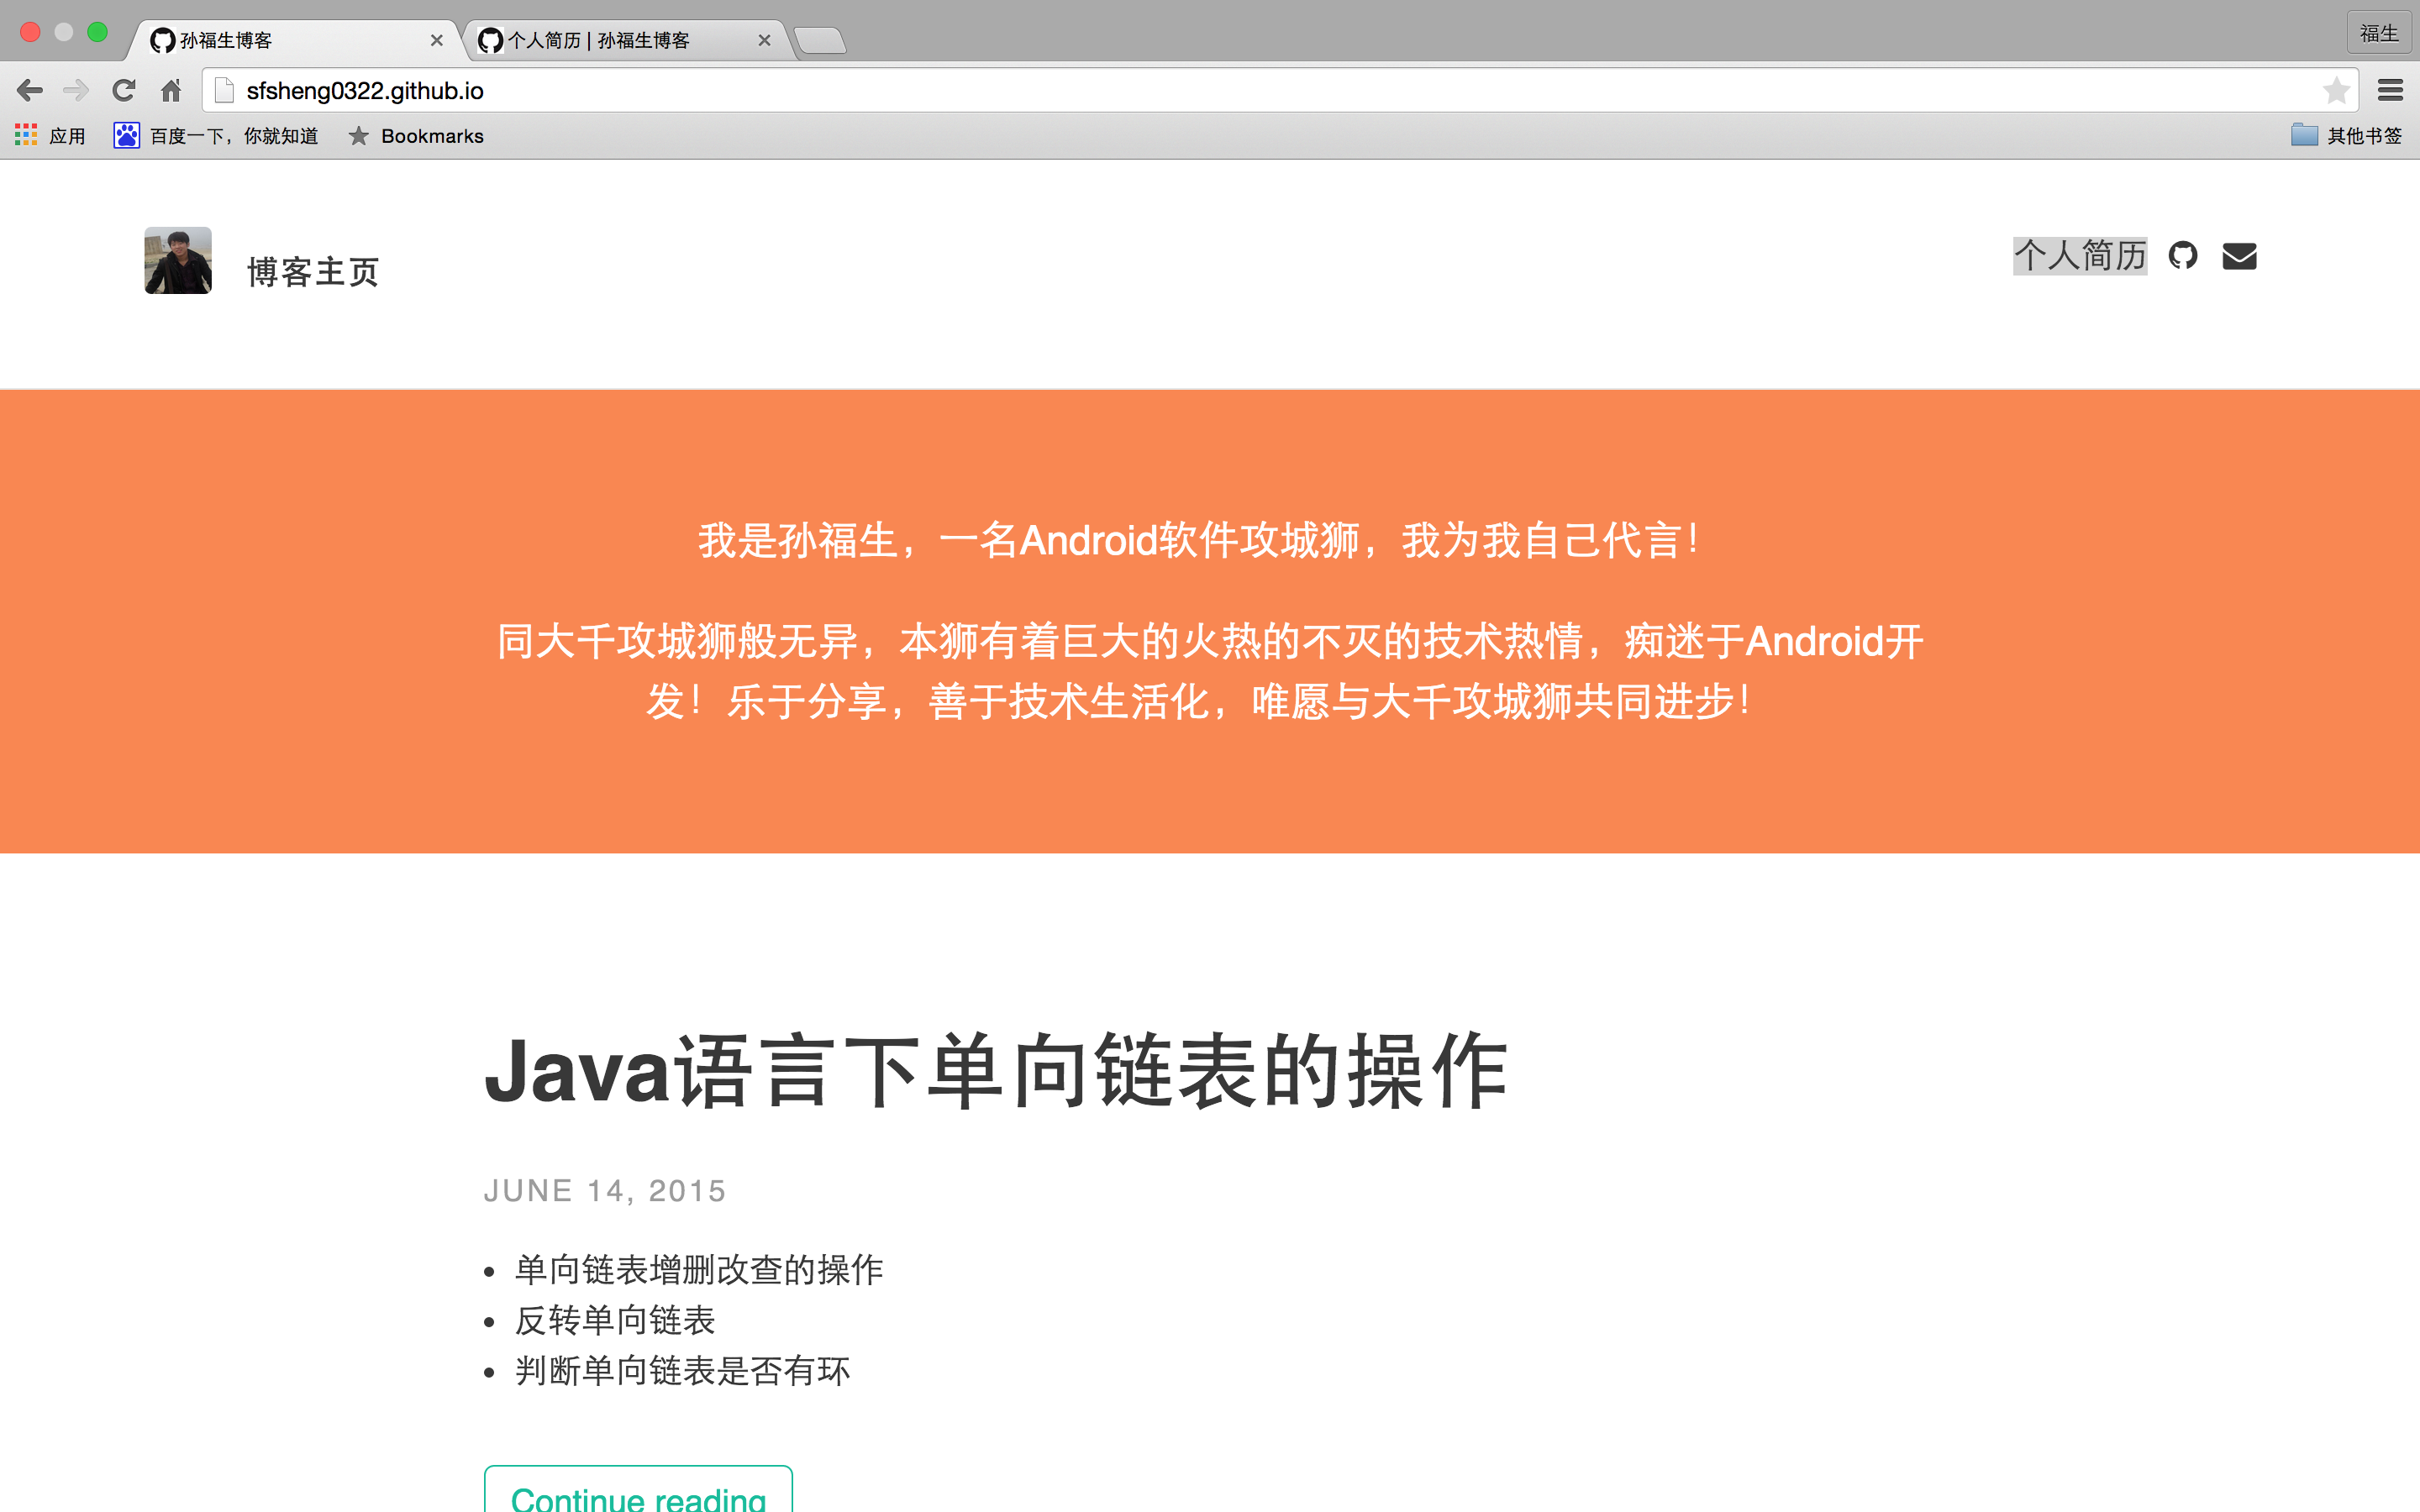 孙福生博客
个人简历 | 孙福生博客
福生
sfsheng0322.github.io
应用
百度一下，你就知道
Bookmarks
其他书签
博客主页
个人简历
我是孙福生，一名Android软件攻城狮，我为我自己代言！
同大千攻城狮般无异，本狮有着巨大的火热的不灭的技术热情，痴迷于Android开
发！乐于分享，善于技术生活化，唯愿与大千攻城狮共同进步！
Java语言下单向链表的操作
JUNE 14, 2015
单向链表增删改查的操作
反转单向链表
判断单向链表是否有环
Continue reading